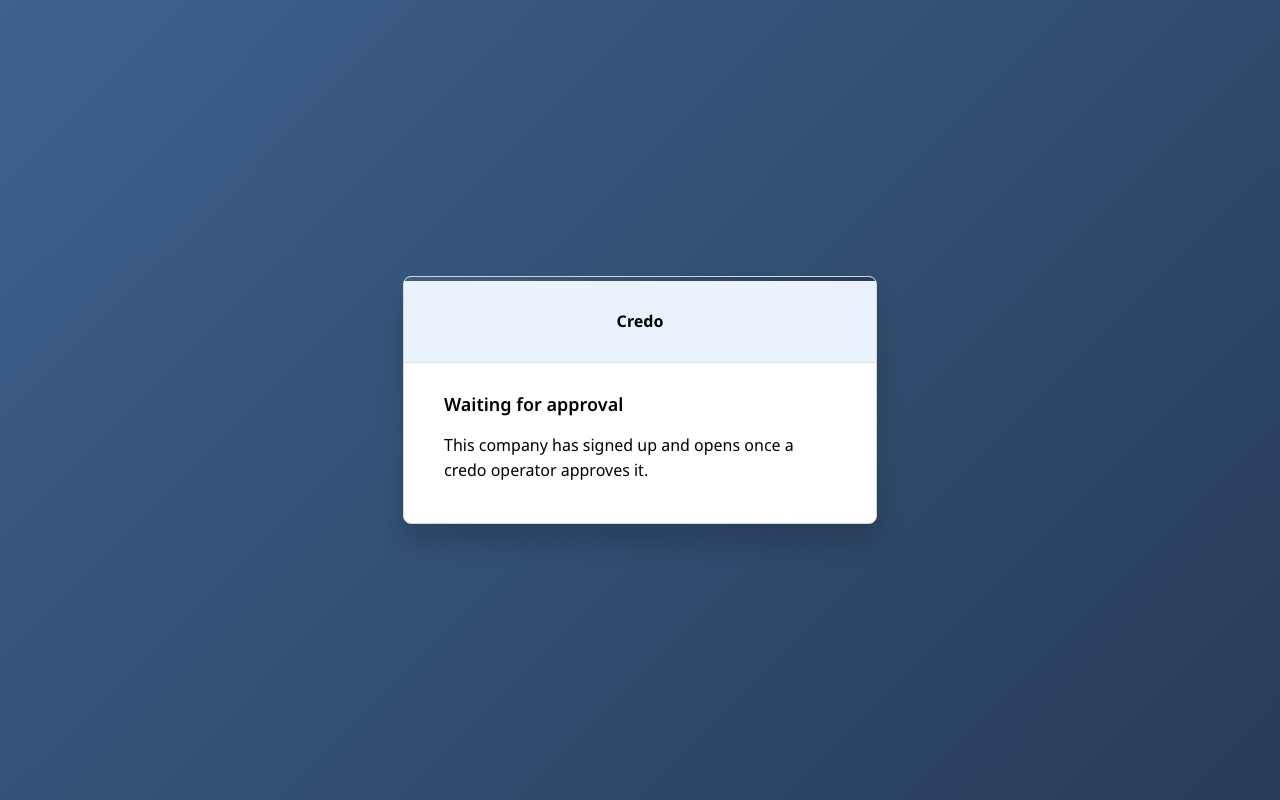 Credo
Waiting for approval
This company has signed up and opens once a
credo operator approves it.